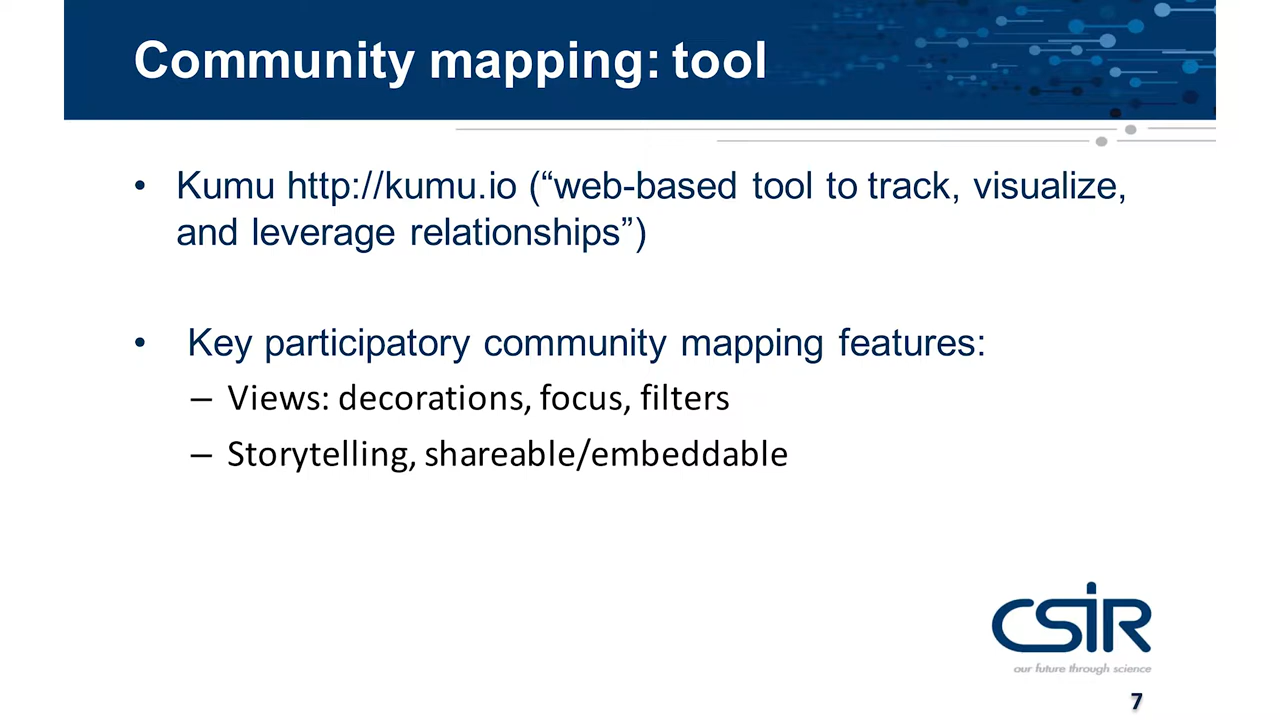 Community mapping: tool
• Kumu http://kumu.io (“web-based tool to track, visualize,
and leverage relationships”)
• Key participatory community mapping features:
– Views: decorations, focus, filters
– Storytelling, shareable/embeddable
CSIR
our future through science
7